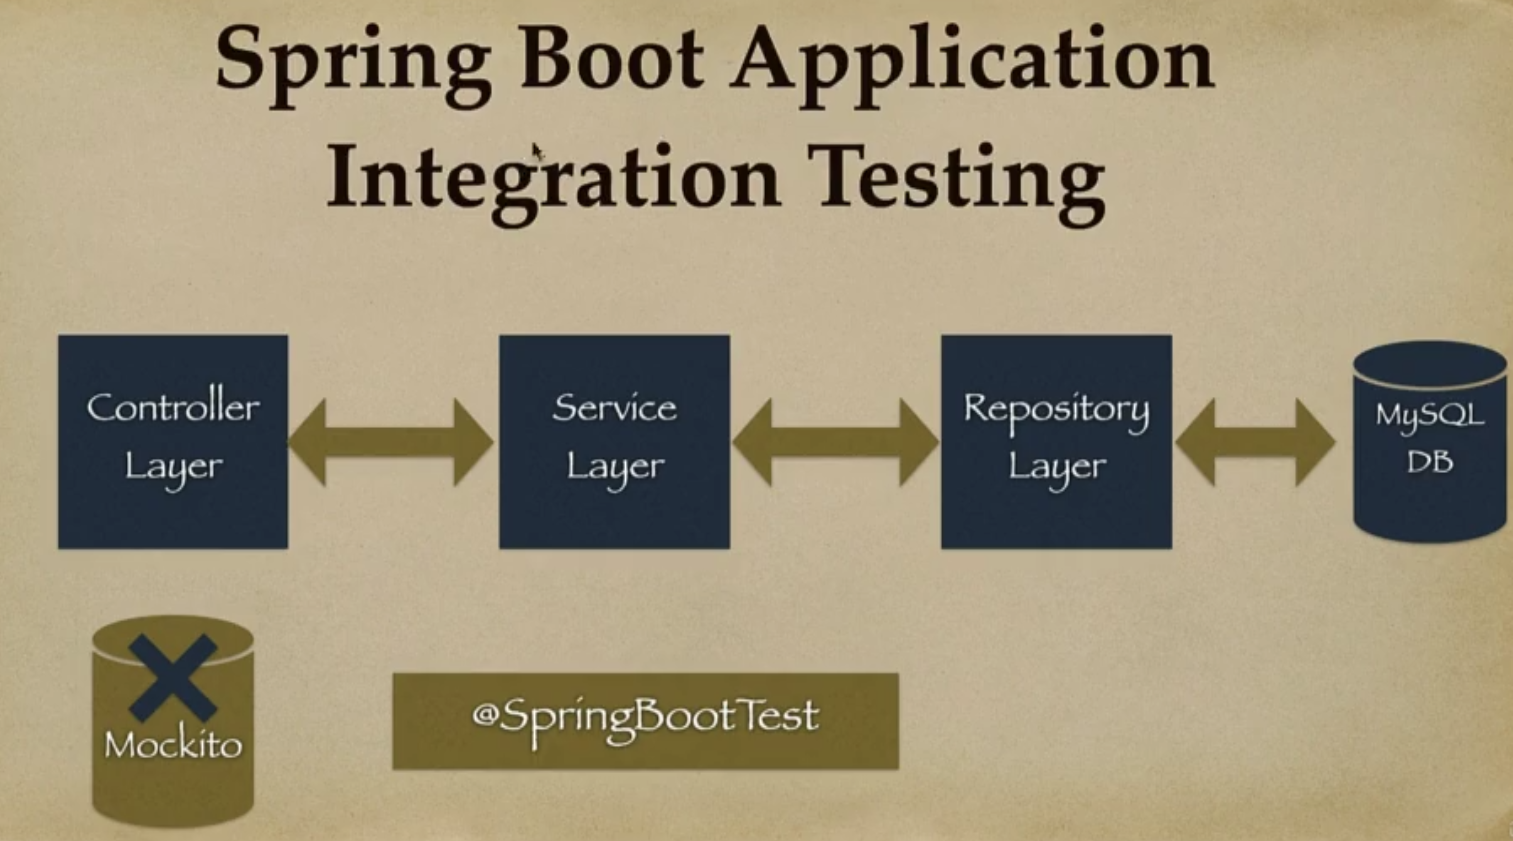 Spring Boot Application
Integration Testing
Controller
Layer
Service
Layer
Repository
Layer
MySQL
DB
Mockito
@SpringBootTest